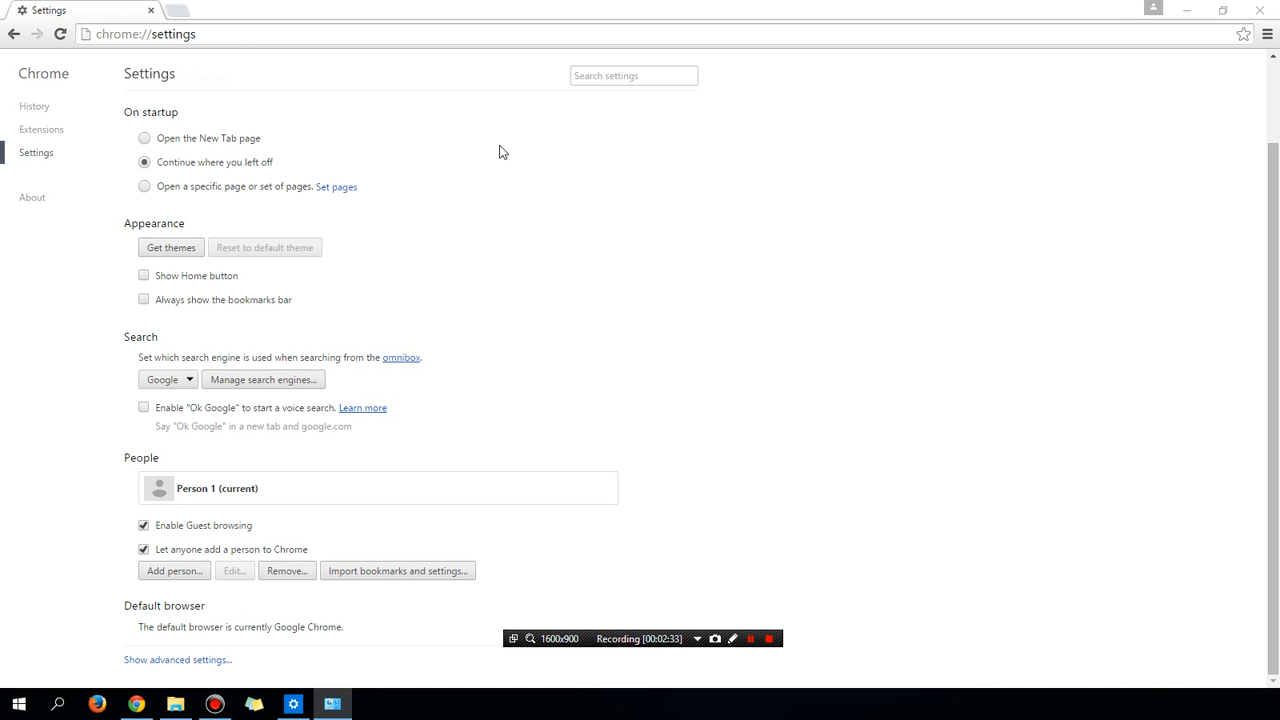 Settings
chrome://settings
Chrome
Settings
Search settings
History
Extensions
Settings
About
On startup
Open the New Tab page
Continue where you left off
Open a specific page or set of pages. Set pages
Appearance
Get themes
Reset to default theme
Show Home button
Always show the bookmarks bar
Search
Set which search engine is used when searching from the omnibox.
Google
Manage search engines...
Enable "Ok Google" to start a voice search. Learn more
Say "Ok Google" in a new tab and google.com
People
Person 1 (current)
Enable Guest browsing
Let anyone add a person to Chrome
Add person...
Edit...
Remove...
Import bookmarks and settings...
Default browser
The default browser is currently Google Chrome.
1600x900
Recording [00:02:33]
Show advanced settings...